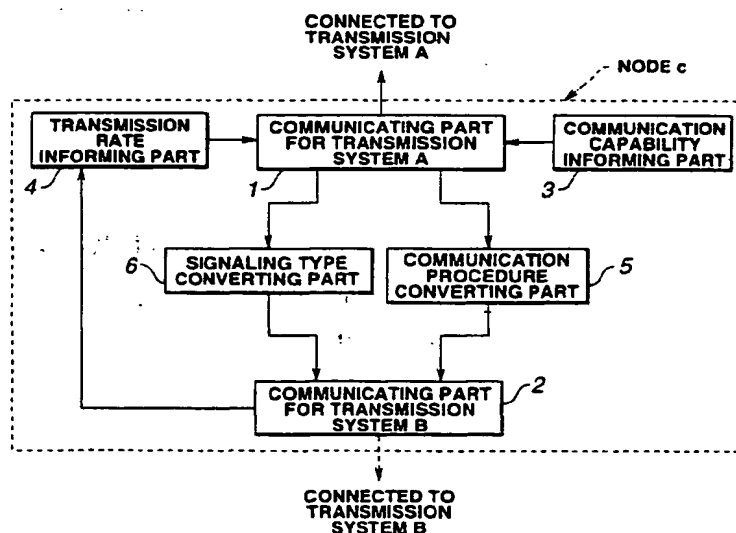 CONNECTED TO
TRANSMISSION
SYSTEM A
NODE c
TRANSMISSION
RATE
INFORMING PART
4
COMMUNICATING PART
FOR TRANSMISSION
SYSTEM A
1
COMMUNICATION
CAPABILITY
INFORMING PART
3
6
SIGNALING TYPE
CONVERTING PART
COMMUNICATION
PROCEDURE
CONVERTING PART
5
COMMUNICATING PART
FOR TRANSMISSION
SYSTEM B
2
CONNECTED TO
TRANSMISSION
SYSTEM B